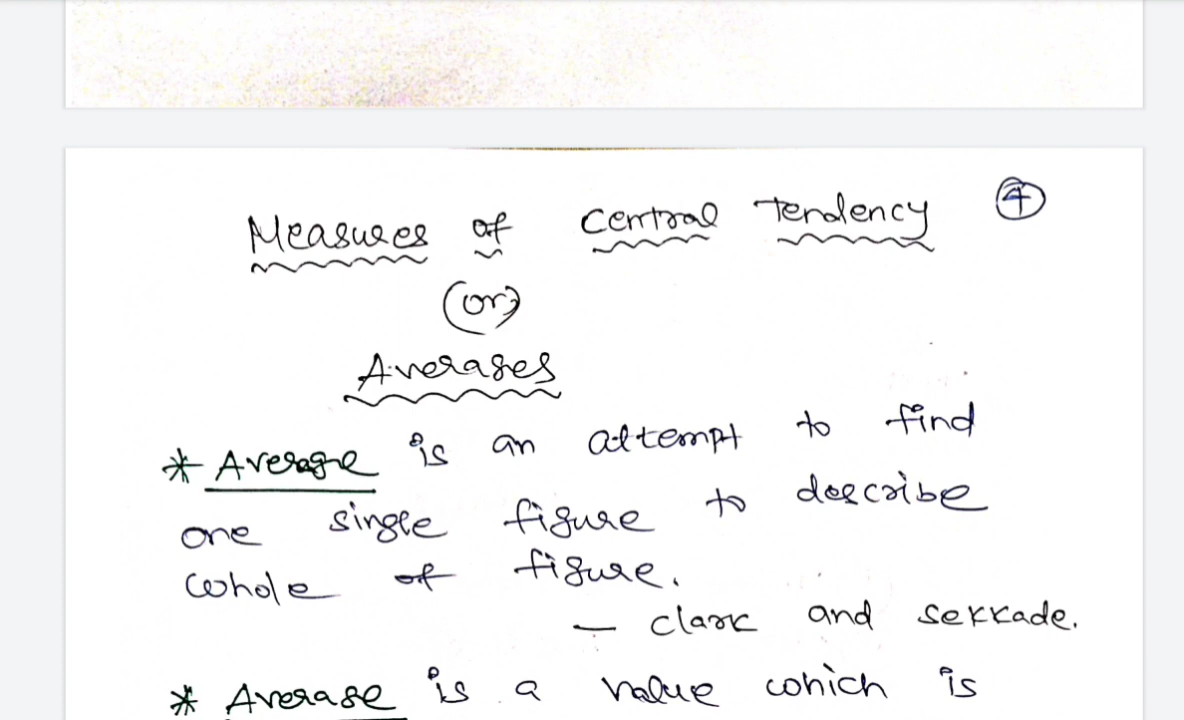 Measures of Central Tendency 4
(or)
Averages
* Average is an attempt to find
one single figure to describe
whole of figure.
— clark and sekkade.
* Average is a value which is